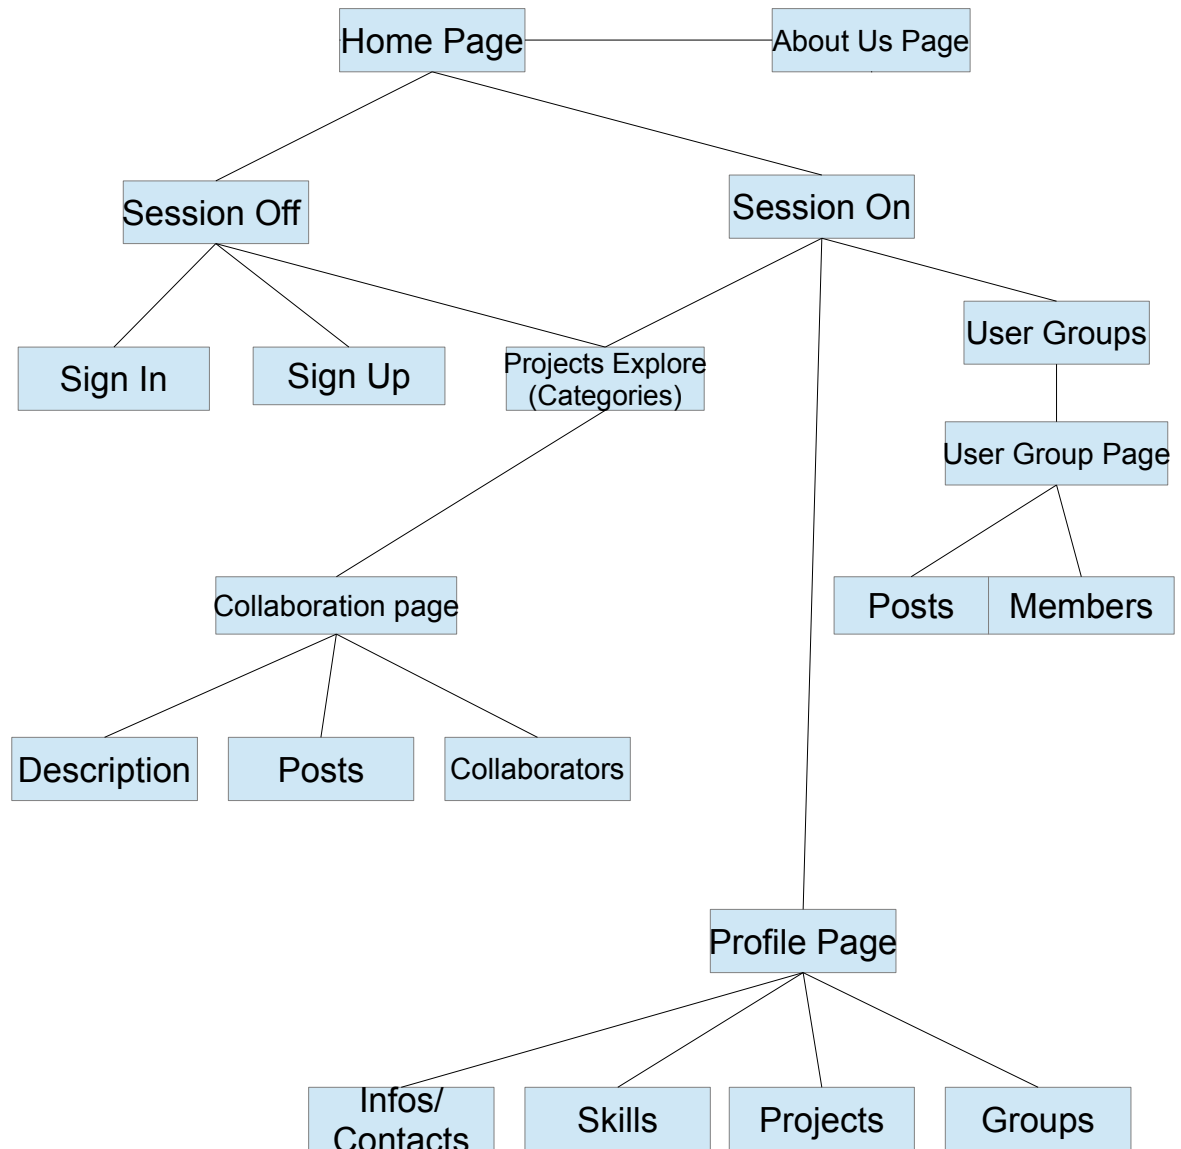 Home Page
About Us Page
Session Off
Session On
User Groups
Sign In
Sign Up
Projects Explore
(Categories)
User Group Page
Collaboration page
Posts
Members
Description
Posts
Collaborators
Profile Page
Infos/
Contacts
Skills
Projects
Groups